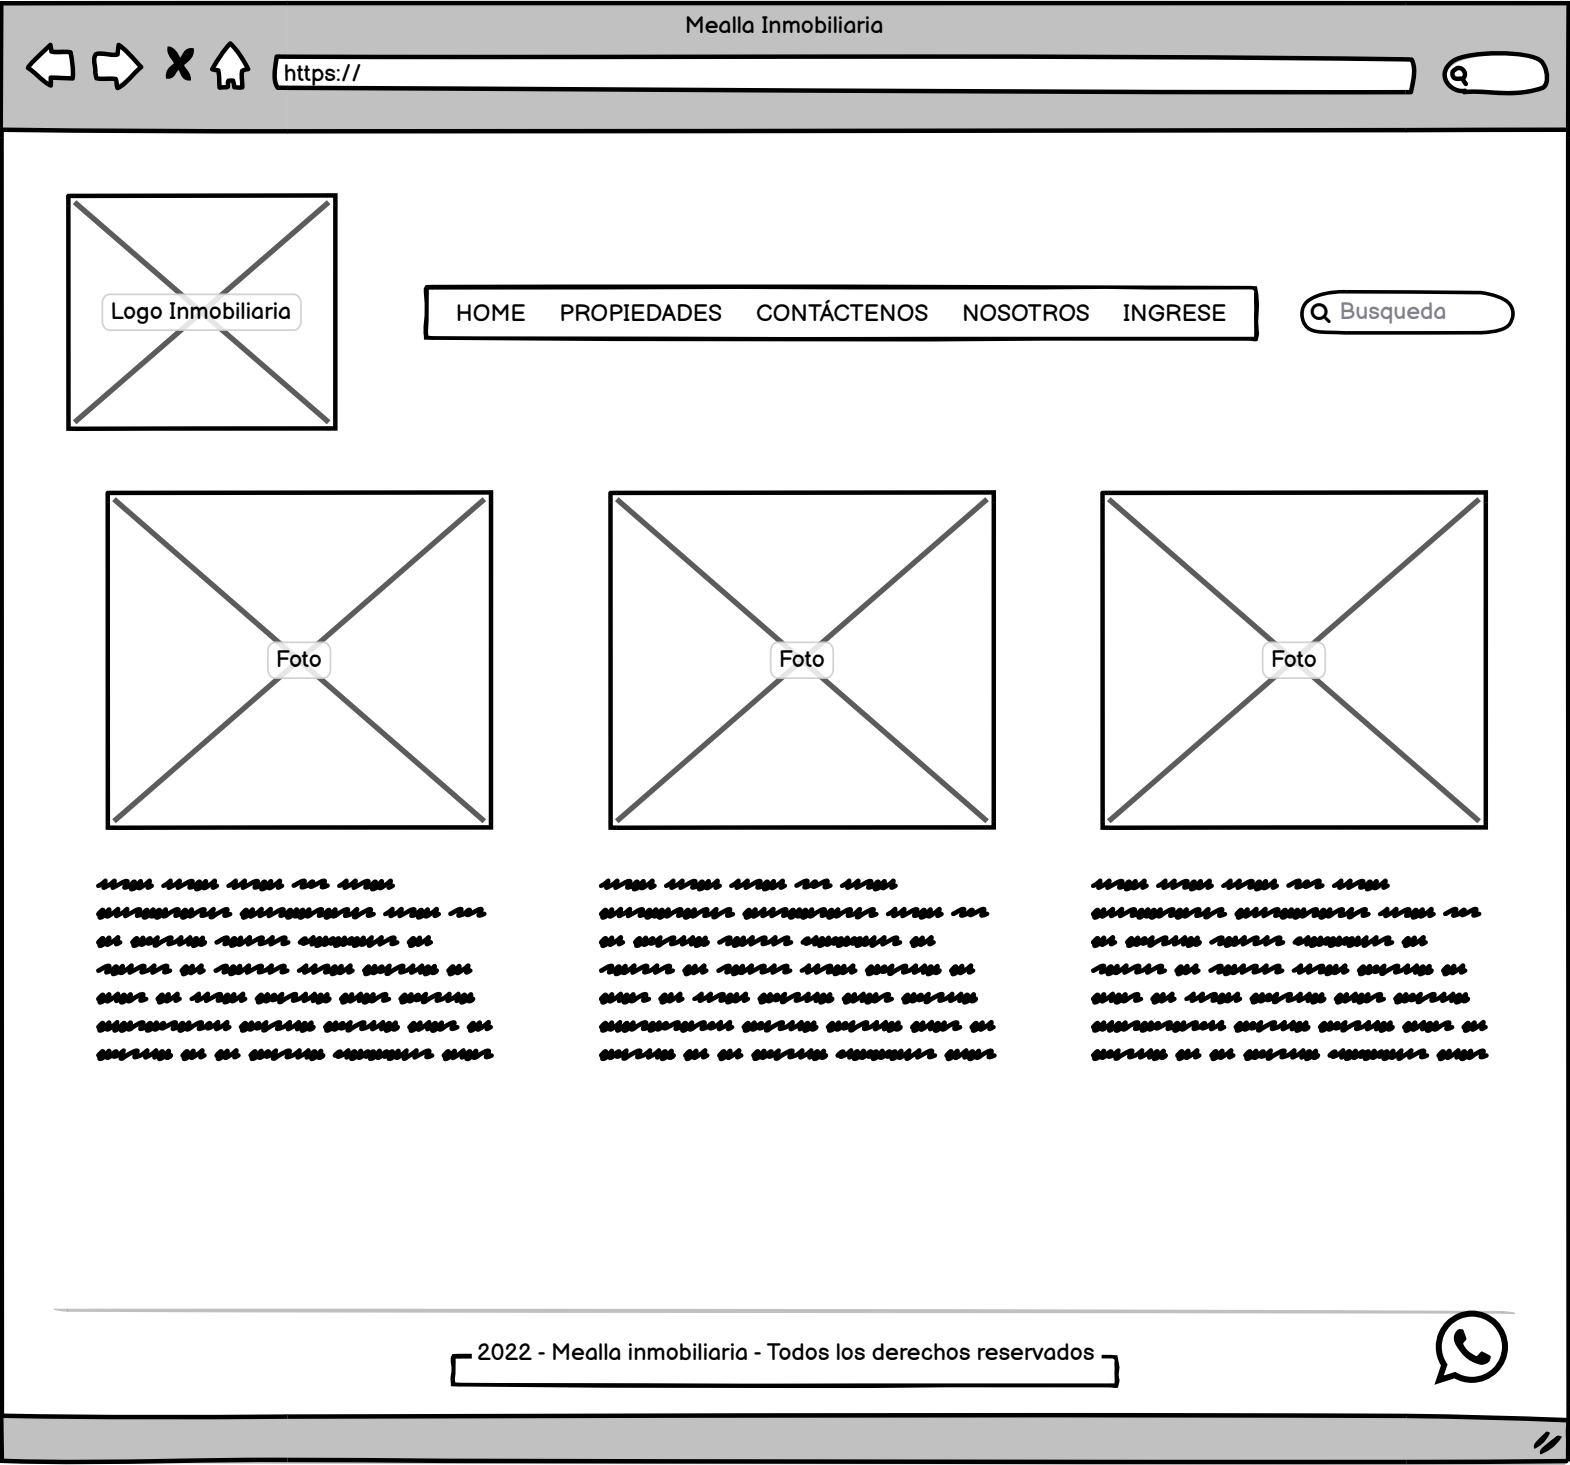 Mealla Inmobiliaria
https://
Logo Inmobiliaria
HOME PROPIEDADES CONTÁCTENOS NOSOTROS INGRESE
Busqueda
Foto Foto Foto
2022 - Mealla inmobiliaria - Todos los derechos reservados